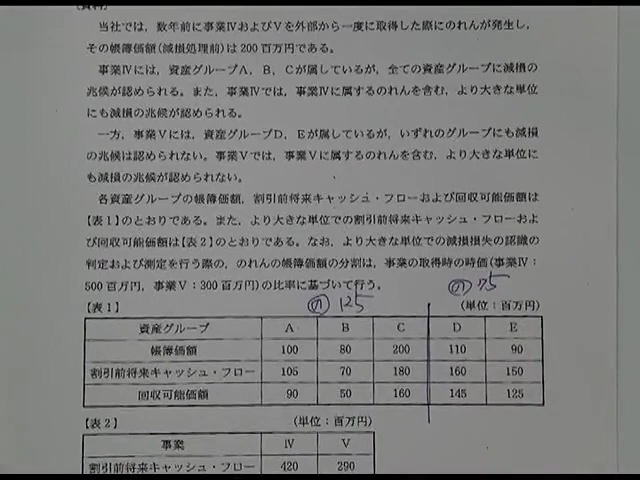 【資料】
当社では，数年前に事業ⅣおよびⅤを外部から一度に取得した際にのれんが発生し，
その帳簿価額(減損処理前)は200百万円である。
事業Ⅳには，資産グループA，B，Cが属しているが，全ての資産グループに減損の
兆候が認められる。また，事業Ⅳでは，事業Ⅳに属するのれんを含む，より大きな単位
にも減損の兆候が認められる。
一方，事業Ⅴには，資産グループD，Eが属しているが，いずれのグループにも減損
の兆候は認められない。事業Ⅴでは，事業Ⅴに属するのれんを含む，より大きな単位に
も減損の兆候が認められない。
各資産グループの帳簿価額，割引前将来キャッシュ・フローおよび回収可能価額は
【表1】のとおりである。また，より大きな単位での割引前将来キャッシュ・フローおよ
び回収可能価額は【表2】のとおりである。なお，より大きな単位での減損損失の認識の
判定および測定を行う際の，のれんの帳簿価額の分割は，事業の取得時の時価(事業Ⅳ：
500百万円，事業Ⅴ：300百万円)の比率に基づいて行う。
の 125 の 75
【表1】 (単位：百万円)
資産グループ A B C D E
帳簿価額 100 80 200 110 90
割引前将来キャッシュ・フロー 105 70 180 160 150
回収可能価額 90 50 160 145 125
【表2】 (単位：百万円)
事業 Ⅳ Ⅴ
割引前将来キャッシュ・フロー 420 290